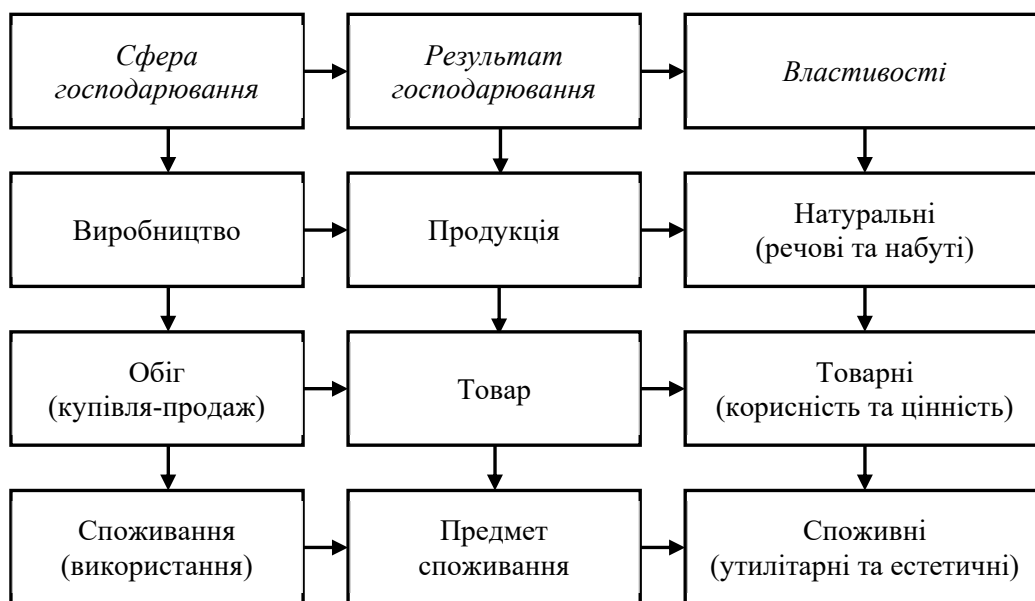 Сфера
господарювання
Результат
господарювання
Властивості
Виробництво
Продукція
Натуральні
(речові та набуті)
Обіг
(купівля-продаж)
Товар
Товарні
(корисність та цінність)
Споживання
(використання)
Предмет
споживання
Споживні
(утилітарні та естетичні)